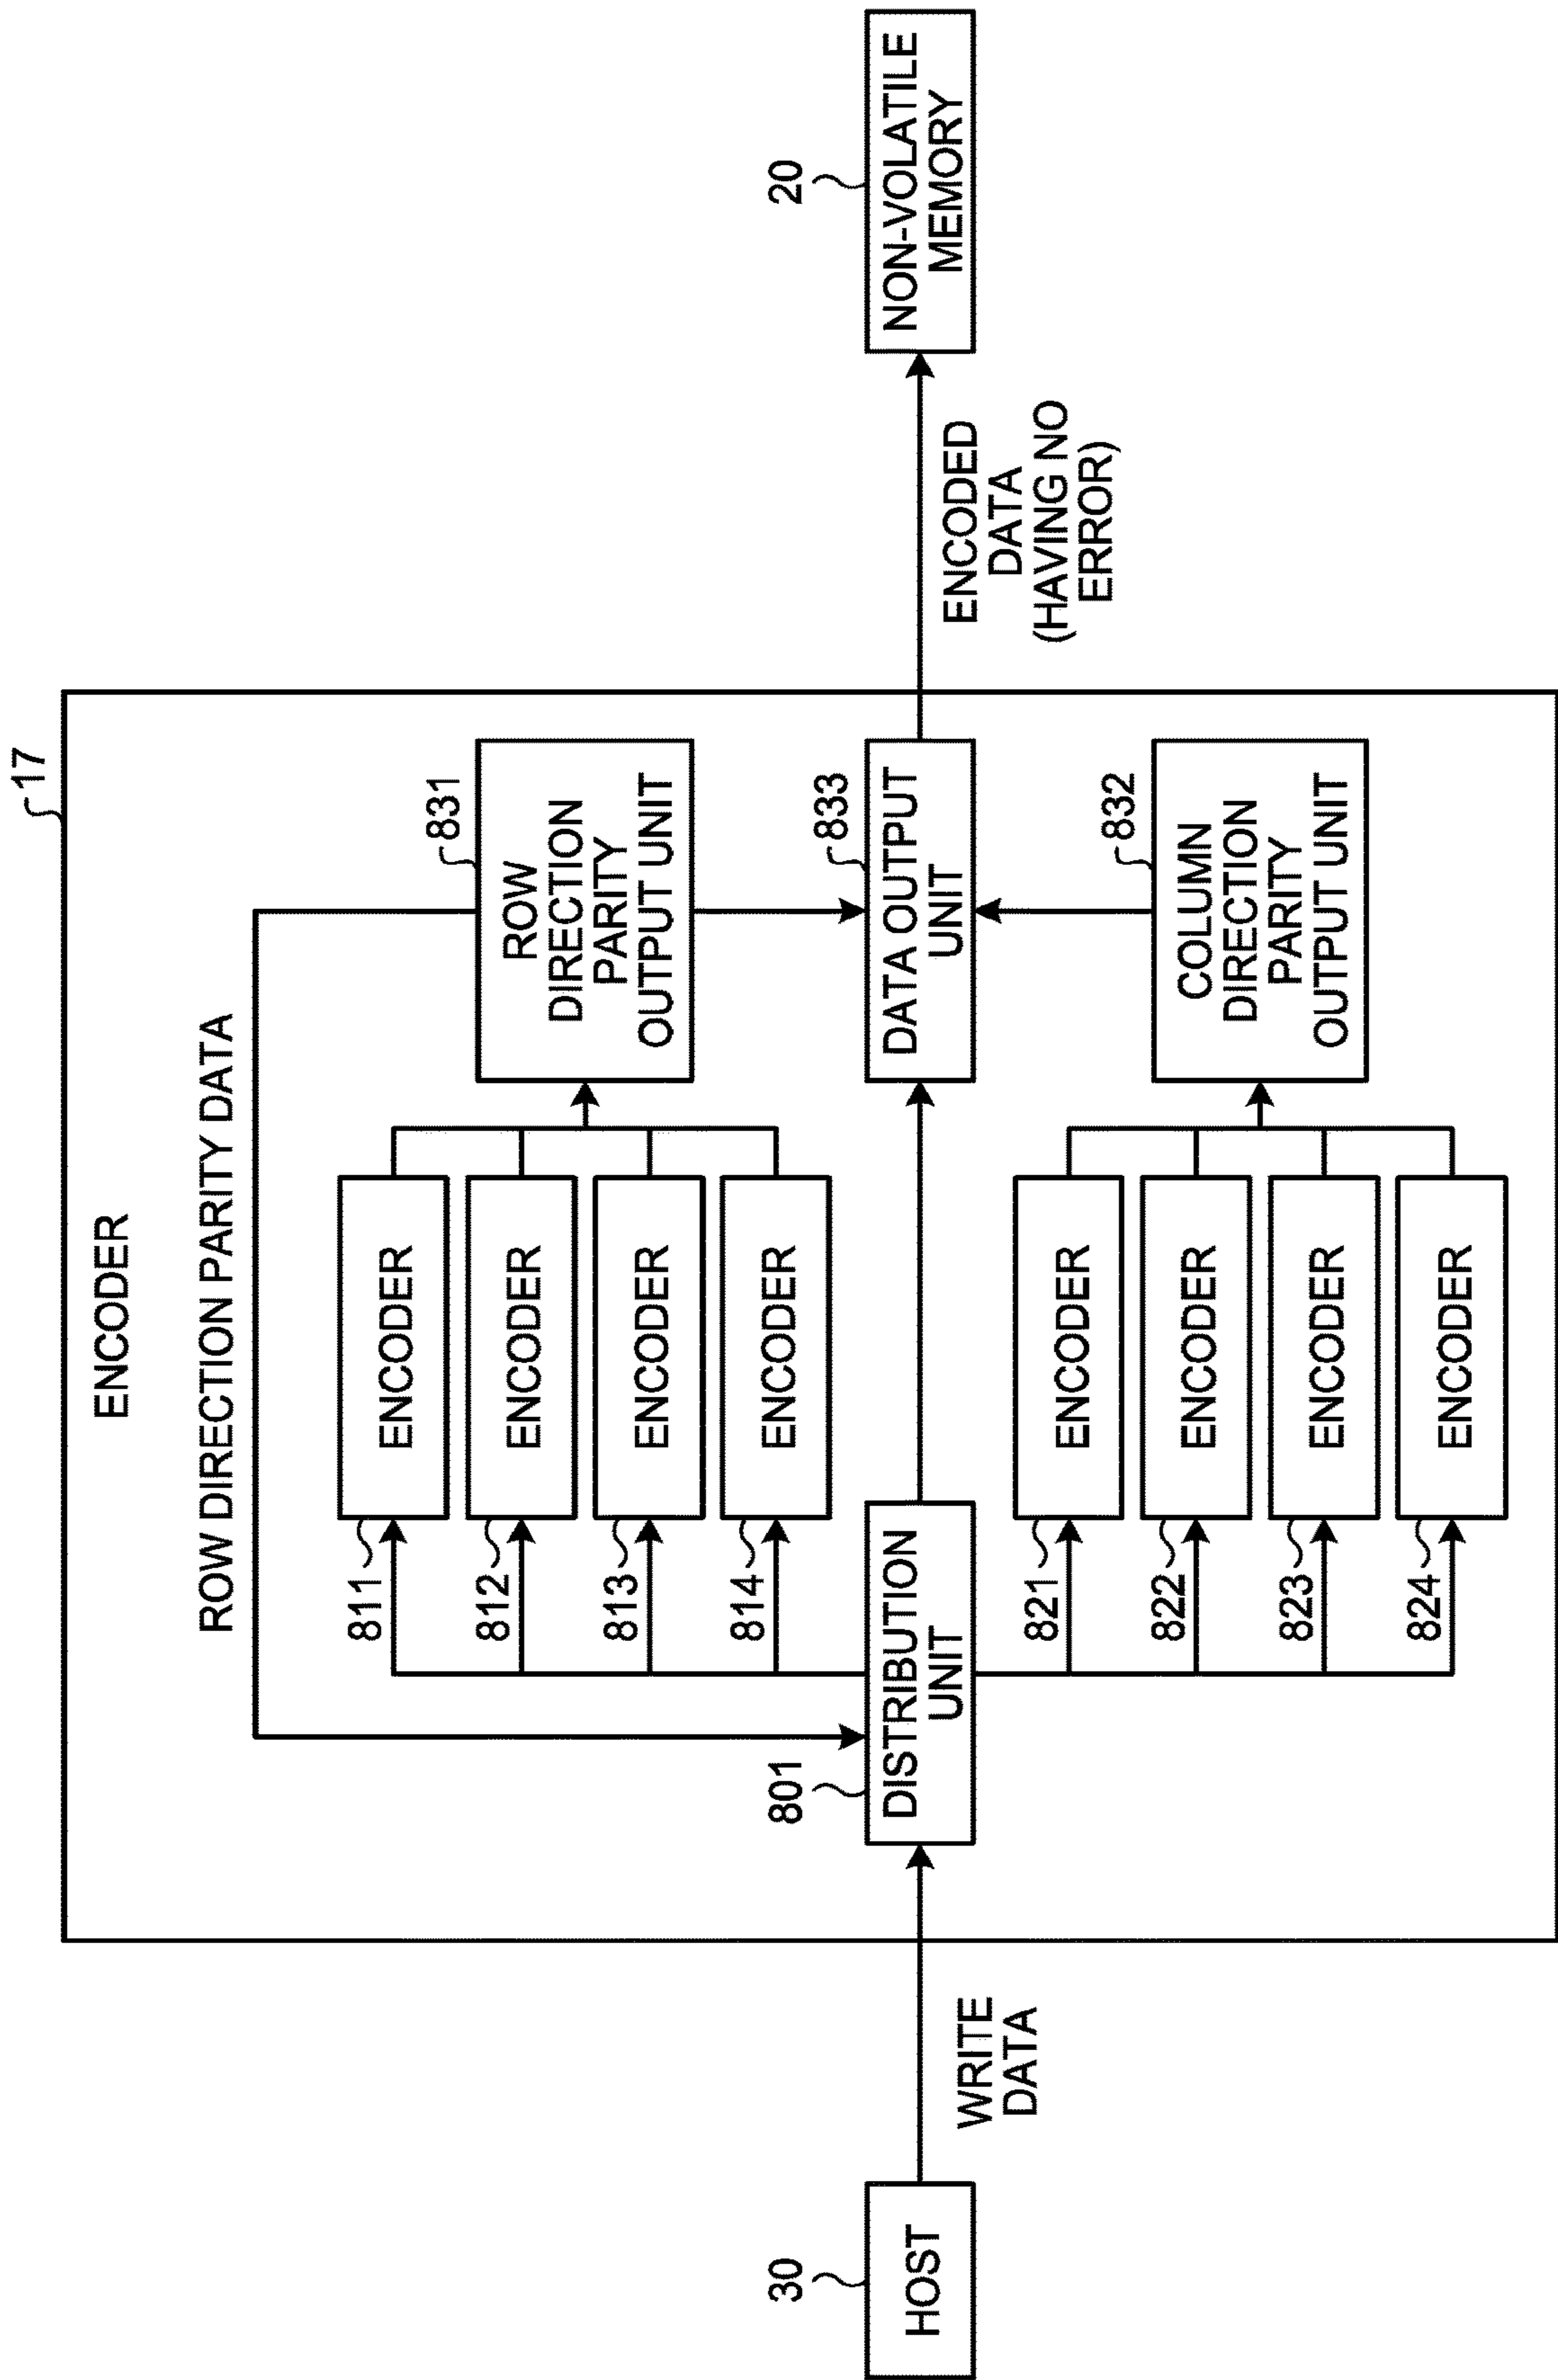 17
ENCODER
ROW DIRECTION PARITY DATA
811
ENCODER
812
ENCODER
813
ENCODER
814
ENCODER
831
ROW
DIRECTION
PARITY
OUTPUT UNIT
30
HOST
WRITE
DATA
801
DISTRIBUTION
UNIT
833
DATA OUTPUT
UNIT
ENCODED
DATA
(HAVING NO
ERROR)
20
NON-VOLATILE
MEMORY
821
ENCODER
822
ENCODER
823
ENCODER
824
ENCODER
832
COLUMN
DIRECTION
PARITY
OUTPUT UNIT